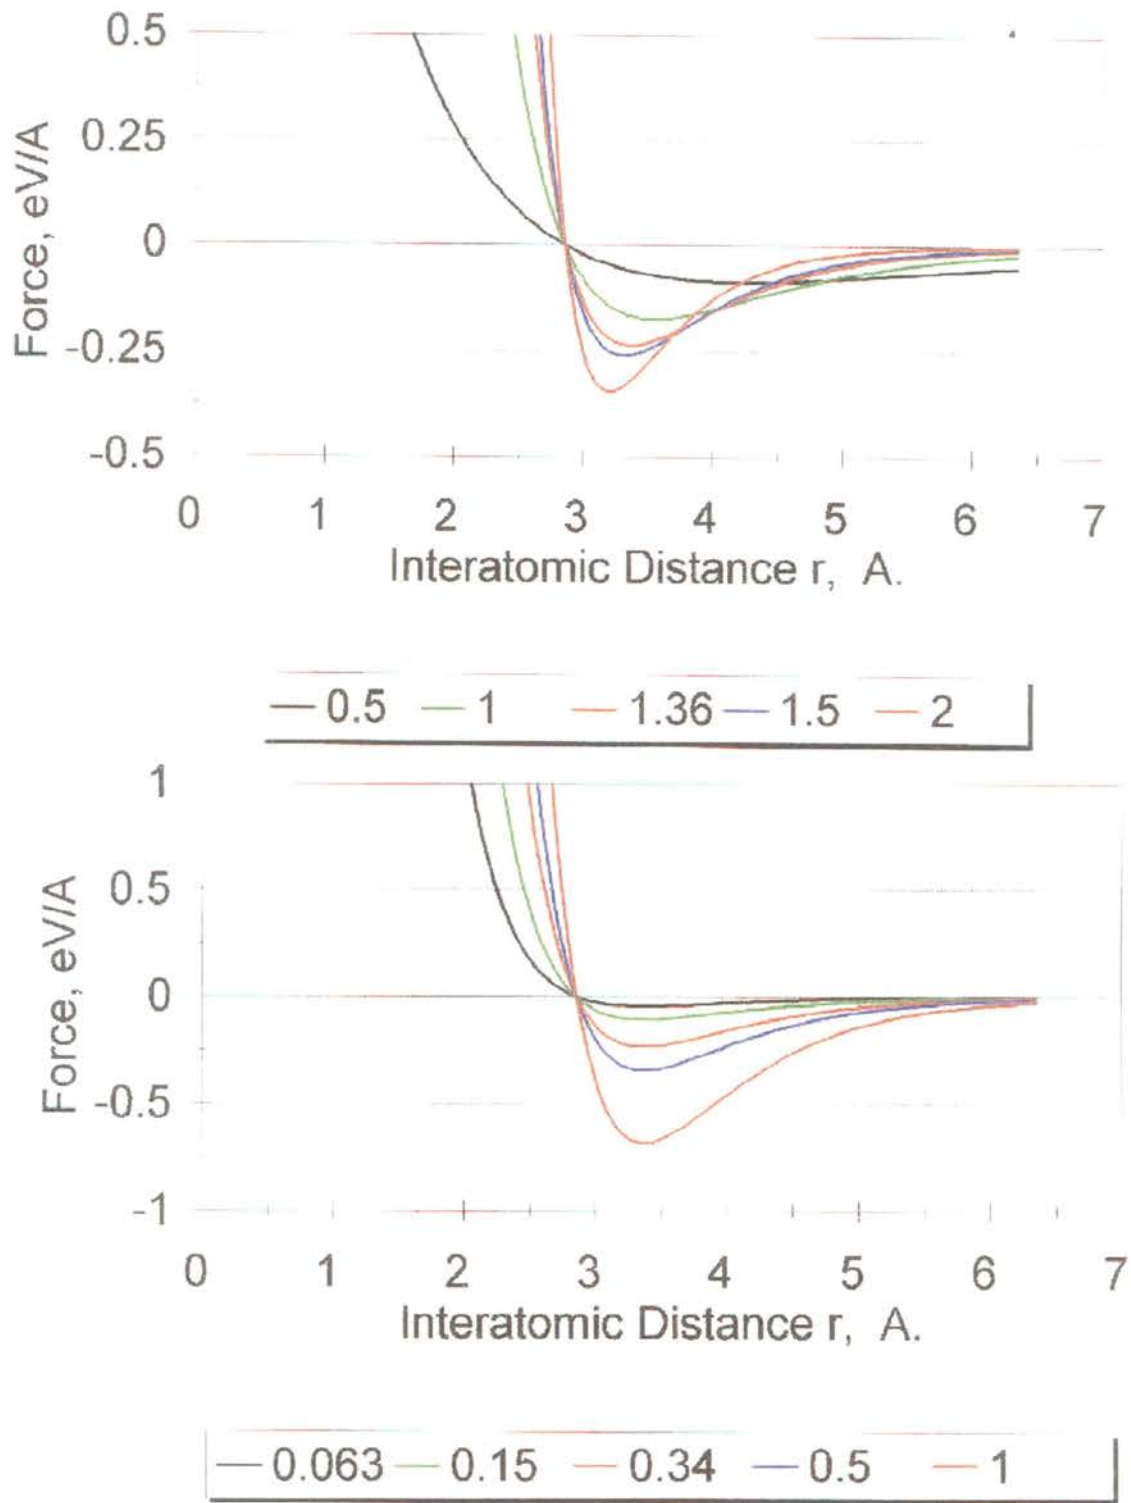 0.5
0.25
0
-0.25
-0.5
Force, eV/A
0 1 2 3 4 5 6 7
Interatomic Distance r, A.
0.5 1 1.36 1.5 2
1
0.5
0
-0.5
-1
Force, eV/A
0 1 2 3 4 5 6 7
Interatomic Distance r, A.
0.063 0.15 0.34 0.5 1